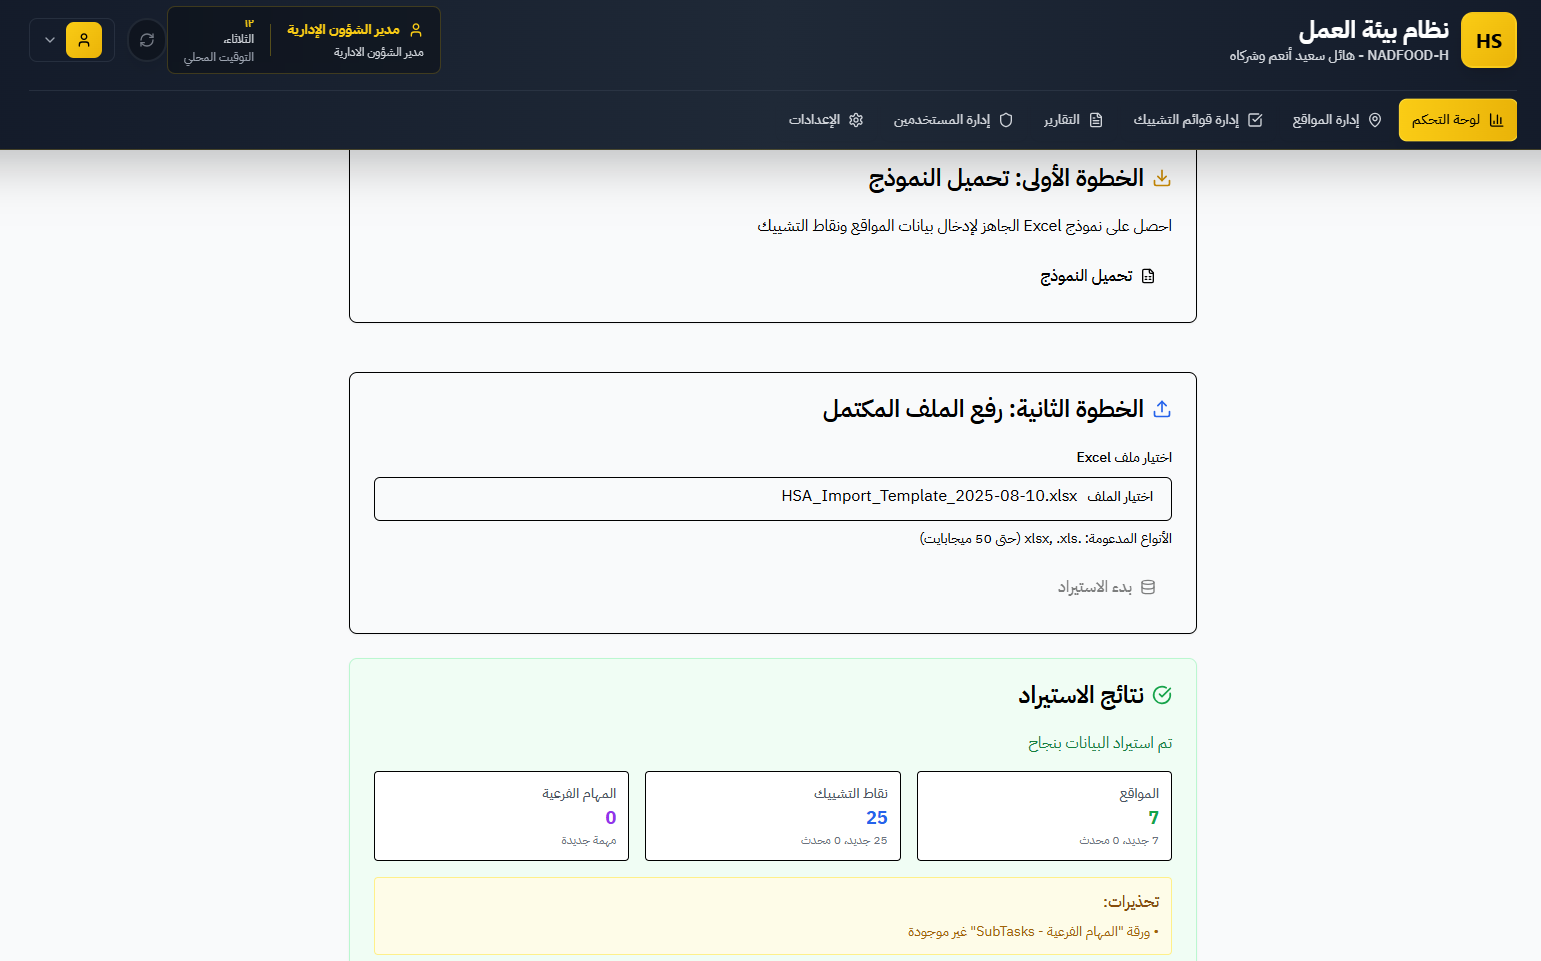 HS
نظام بيئة العمل
NADFOOD-H - هائل سعيد أنعم وشركاه
مدير الشؤون الإدارية
مدير الشؤون الادارية
١٢
الثلاثاء،
التوقيت المحلي
لوحة التحكم
إدارة المواقع
إدارة قوائم التشييك
التقارير
إدارة المستخدمين
الإعدادات
الخطوة الأولى: تحميل النموذج
احصل على نموذج Excel الجاهز لإدخال بيانات المواقع ونقاط التشييك
تحميل النموذج
الخطوة الثانية: رفع الملف المكتمل
اختيار ملف Excel
اختيار الملف HSA_Import_Template_2025-08-10.xlsx
الأنواع المدعومة: .xlsx, .xls (حتى 50 ميجابايت)
بدء الاستيراد
نتائج الاستيراد
تم استيراد البيانات بنجاح
المواقع
7
7 جديد، 0 محدث
نقاط التشييك
25
25 جديد، 0 محدث
المهام الفرعية
0
مهمة جديدة
تحذيرات:
• ورقة "المهام الفرعية - SubTasks" غير موجودة